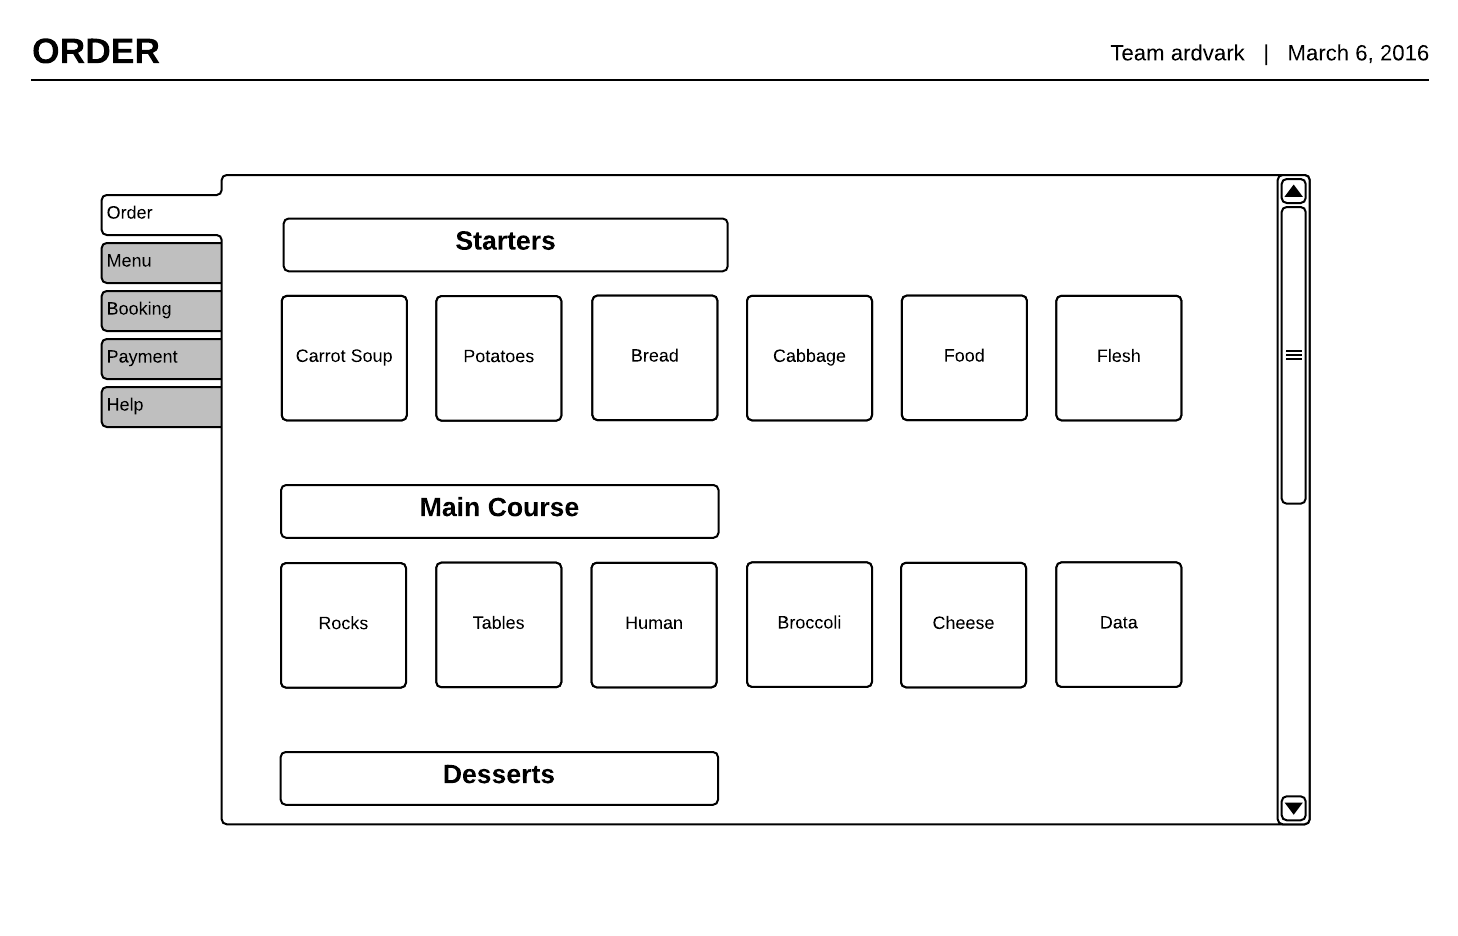 ORDER
Team ardvark | March 6, 2016
Order
Menu
Booking
Payment
Help
Starters
Carrot Soup
Potatoes
Bread
Cabbage
Food
Flesh
Main Course
Rocks
Tables
Human
Broccoli
Cheese
Data
Desserts